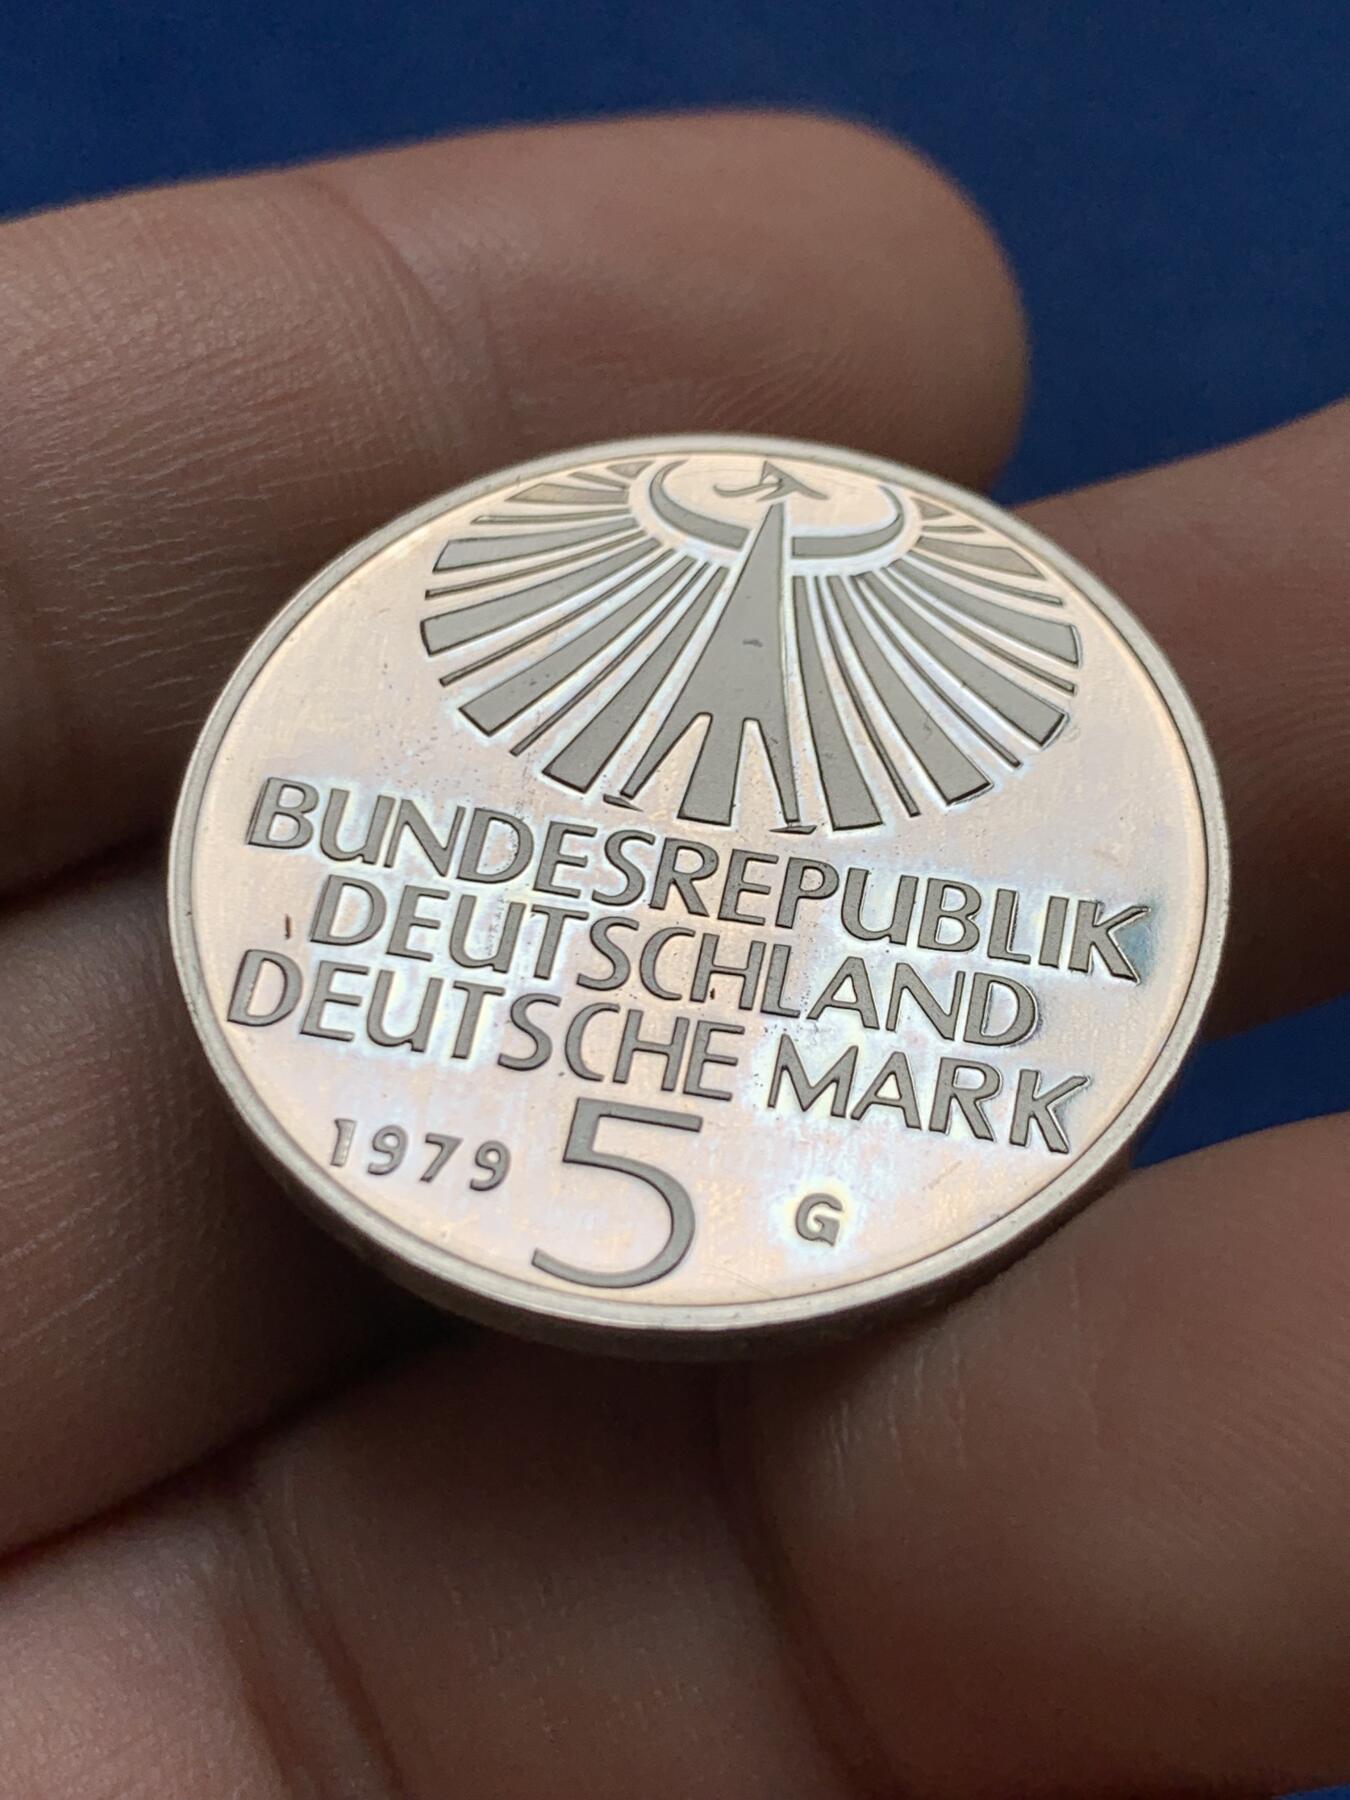 BUNDESREPUBLIK
DEUTSCHLAND
DEUTSCHE MARK
1979 5 G